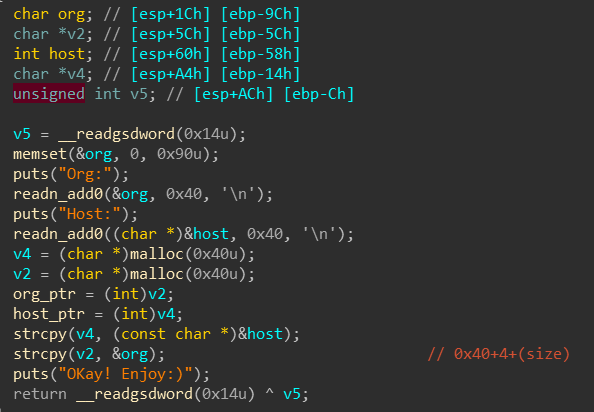 char org; // [esp+1Ch] [ebp-9Ch]
char *v2; // [esp+5Ch] [ebp-5Ch]
int host; // [esp+60h] [ebp-58h]
char *v4; // [esp+A4h] [ebp-14h]
unsigned int v5; // [esp+ACh] [ebp-Ch]
v5 = __readgsdword(0x14u);
memset(&org, 0, 0x90u);
puts("Org:");
readn_add0(&org, 0x40, '\n');
puts("Host:");
readn_add0((char *)&host, 0x40, '\n');
v4 = (char *)malloc(0x40u);
v2 = (char *)malloc(0x40u);
org_ptr = (int)v2;
host_ptr = (int)v4;
strcpy(v4, (const char *)&host);
strcpy(v2, &org); // 0x40+4+(size)
puts("OKay! Enjoy:)");
return __readgsdword(0x14u) ^ v5;